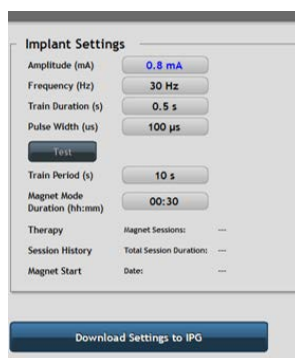 Implant Settings
Amplitude (mA) 0.8 mA
Frequency (Hz) 30 Hz
Train Duration (s) 0.5 s
Pulse Width (us) 100 µs
Test
Train Period (s) 10 s
Magnet Mode
Duration (hh:mm) 00:30
Therapy Magnet Sessions: ---
Session History Total Session Duration: ---
Magnet Start Date: ---
Download Settings to IPG